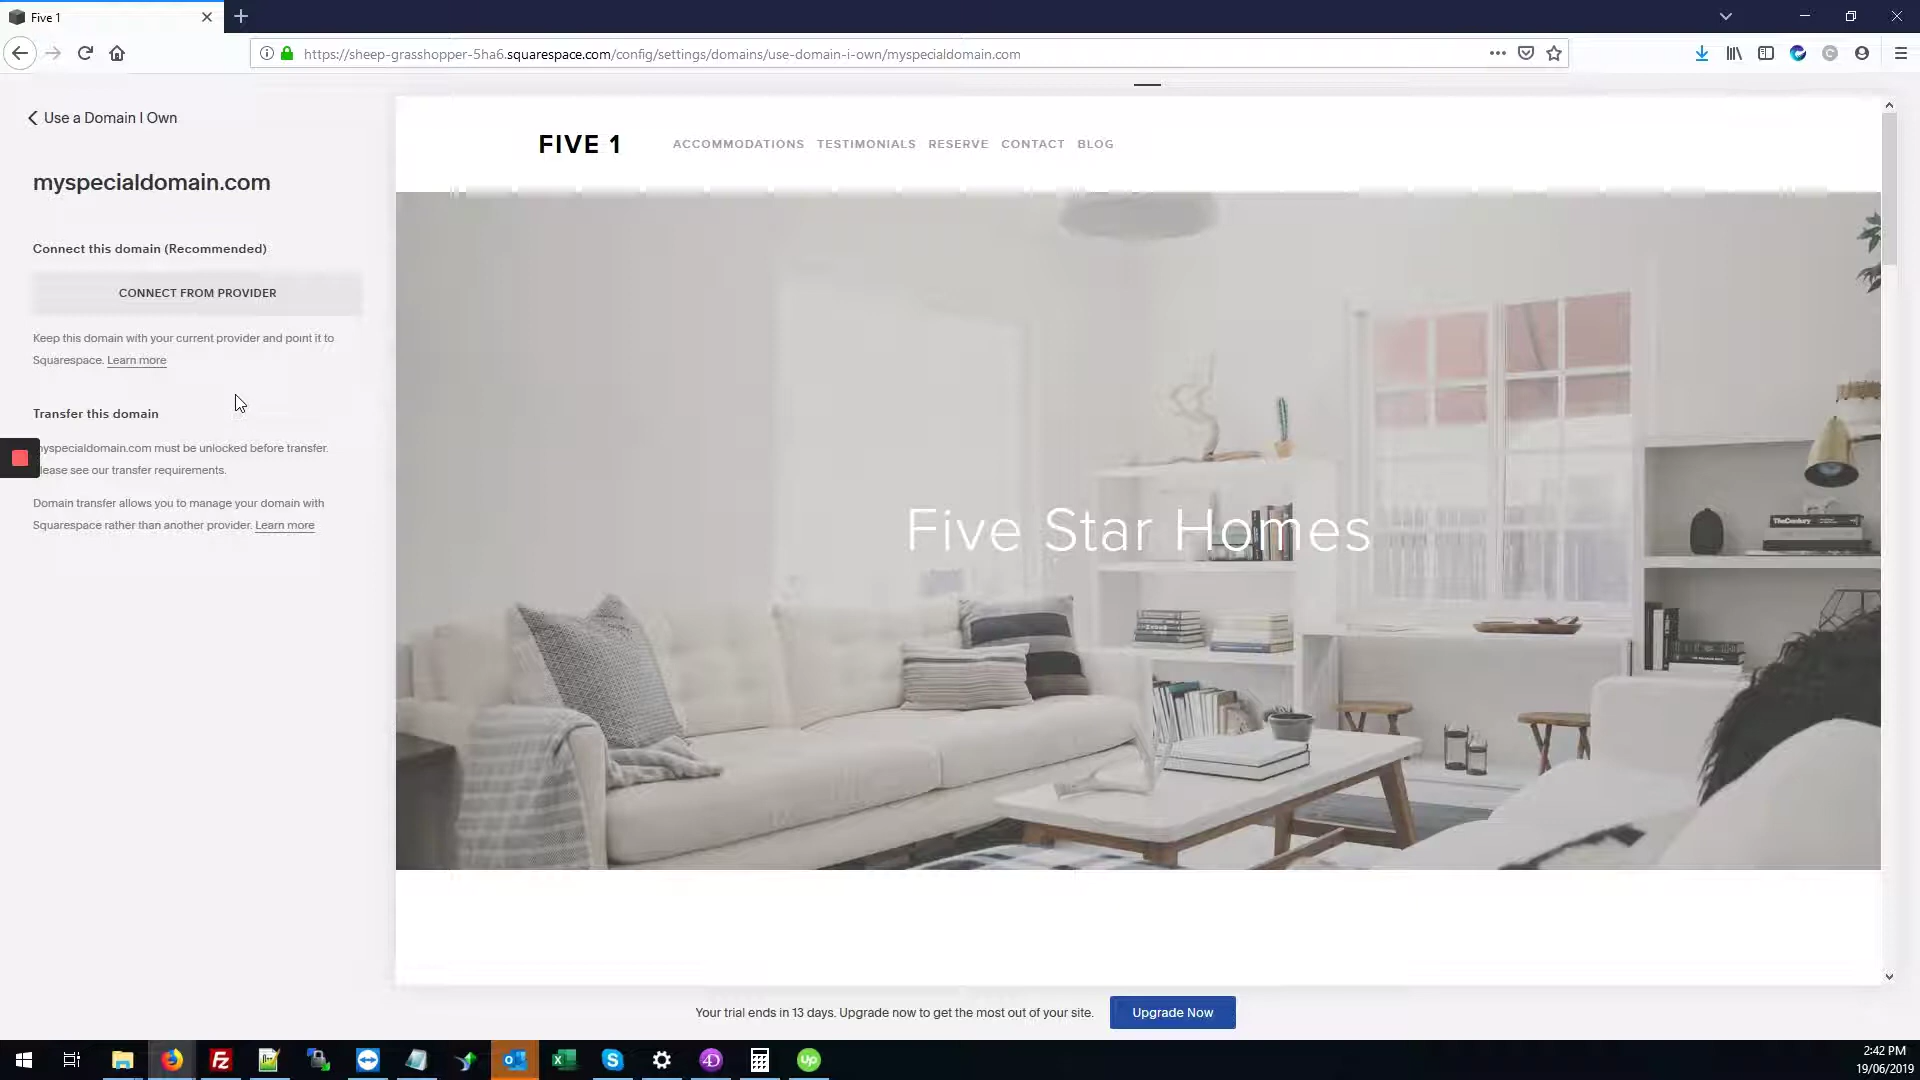 Five 1
https://sheep-grasshopper-5ha6.squarespace.com/config/settings/domains/use-domain-i-own/myspecialdomain.com
Use a Domain I Own
myspecialdomain.com
Connect this domain (Recommended)
CONNECT FROM PROVIDER
Keep this domain with your current provider and point it to
Squarespace. Learn more
Transfer this domain
yspecialdomain.com must be unlocked before transfer.
lease see our transfer requirements.
Domain transfer allows you to manage your domain with
Squarespace rather than another provider. Learn more
FIVE 1
ACCOMMODATIONS TESTIMONIALS RESERVE CONTACT BLOG
Five Star Homes
TheCentury
Your trial ends in 13 days. Upgrade now to get the most out of your site.
Upgrade Now
2:42 PM
19/06/2019